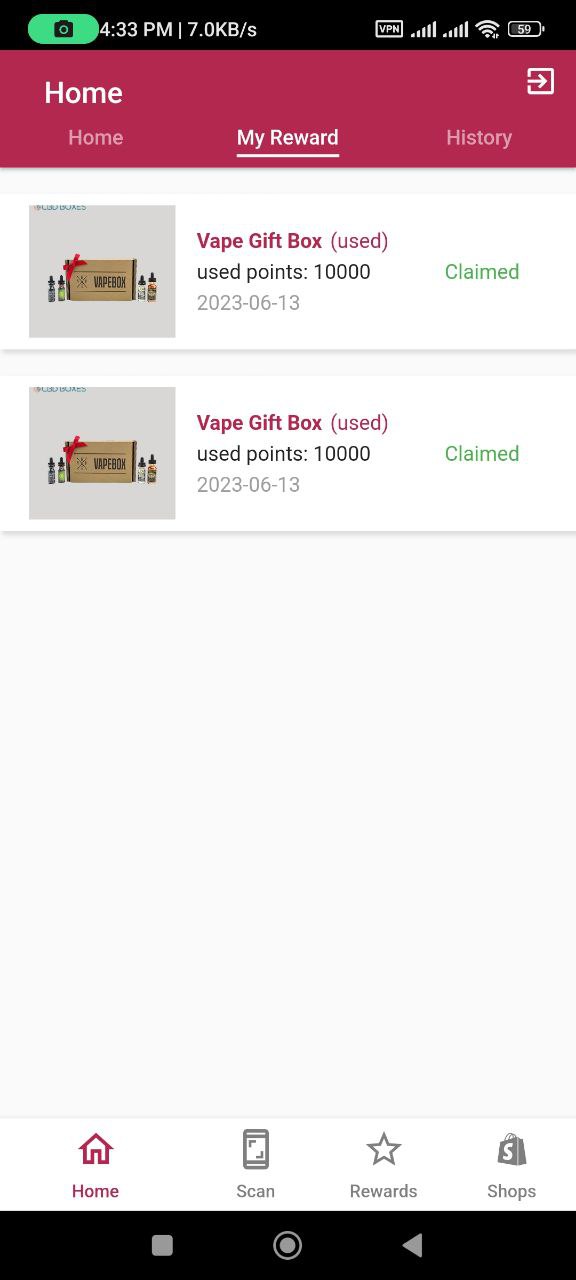 4:33 PM | 7.0KB/s VPN 59
Home
Home My Reward History
CBD BOXES
VAPEBOX
Vape Gift Box (used)
used points: 10000
2023-06-13
Claimed
CBD BOXES
VAPEBOX
Vape Gift Box (used)
used points: 10000
2023-06-13
Claimed
Home Scan Rewards Shops